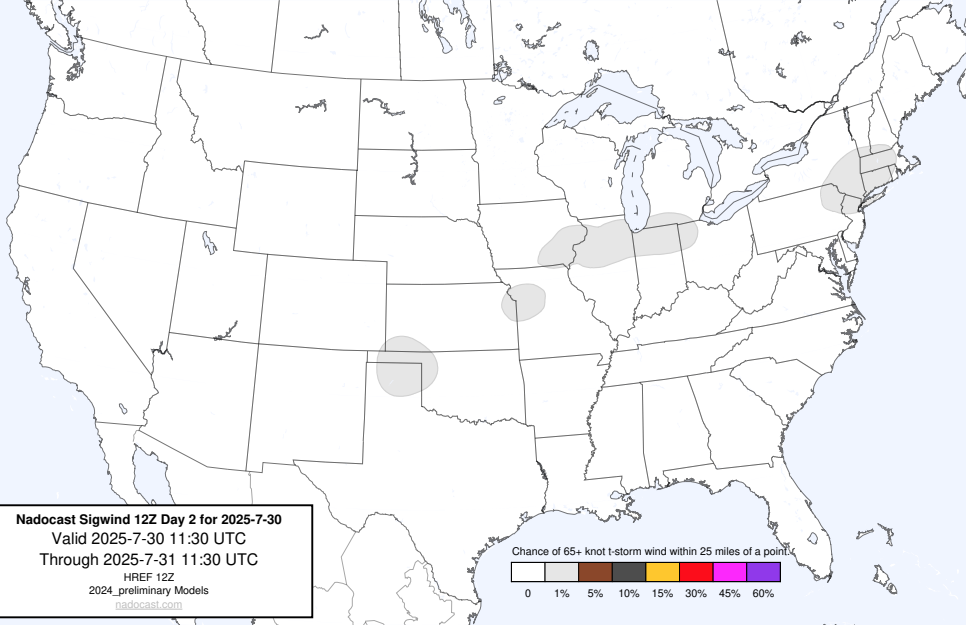 Nadocast Sigwind 12Z Day 2 for 2025-7-30
Valid 2025-7-30 11:30 UTC
Through 2025-7-31 11:30 UTC
HREF 12Z
2024_preliminary Models
nadocast.com
Chance of 65+ knot t-storm wind within 25 miles of a point.
0 1% 5% 10% 15% 30% 45% 60%